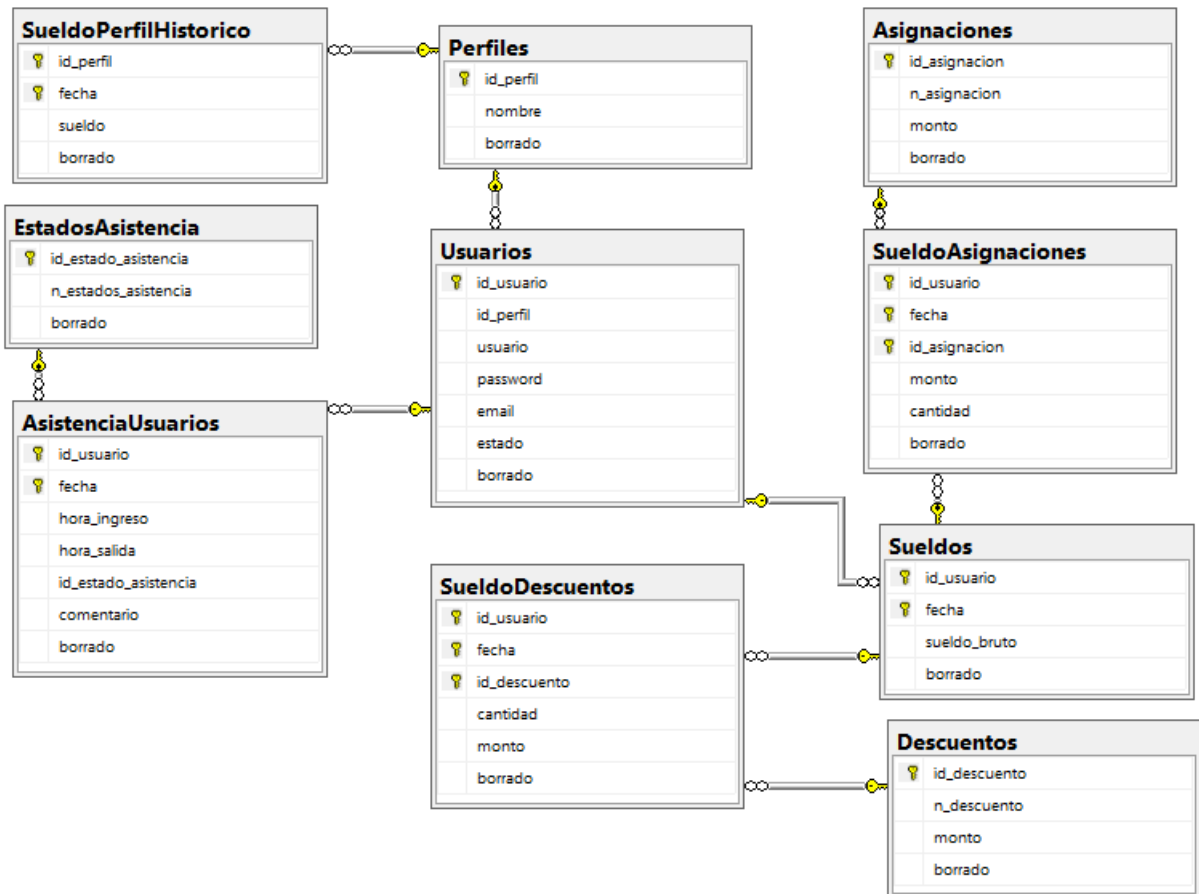 SueldoPerfilHistorico
id_perfil
fecha
sueldo
borrado
Perfiles
id_perfil
nombre
borrado
Asignaciones
id_asignacion
n_asignacion
monto
borrado
EstadosAsistencia
id_estado_asistencia
n_estados_asistencia
borrado
Usuarios
id_usuario
id_perfil
usuario
password
email
estado
borrado
SueldoAsignaciones
id_usuario
fecha
id_asignacion
monto
cantidad
borrado
AsistenciaUsuarios
id_usuario
fecha
hora_ingreso
hora_salida
id_estado_asistencia
comentario
borrado
SueldoDescuentos
id_usuario
fecha
id_descuento
cantidad
monto
borrado
Sueldos
id_usuario
fecha
sueldo_bruto
borrado
Descuentos
id_descuento
n_descuento
monto
borrado